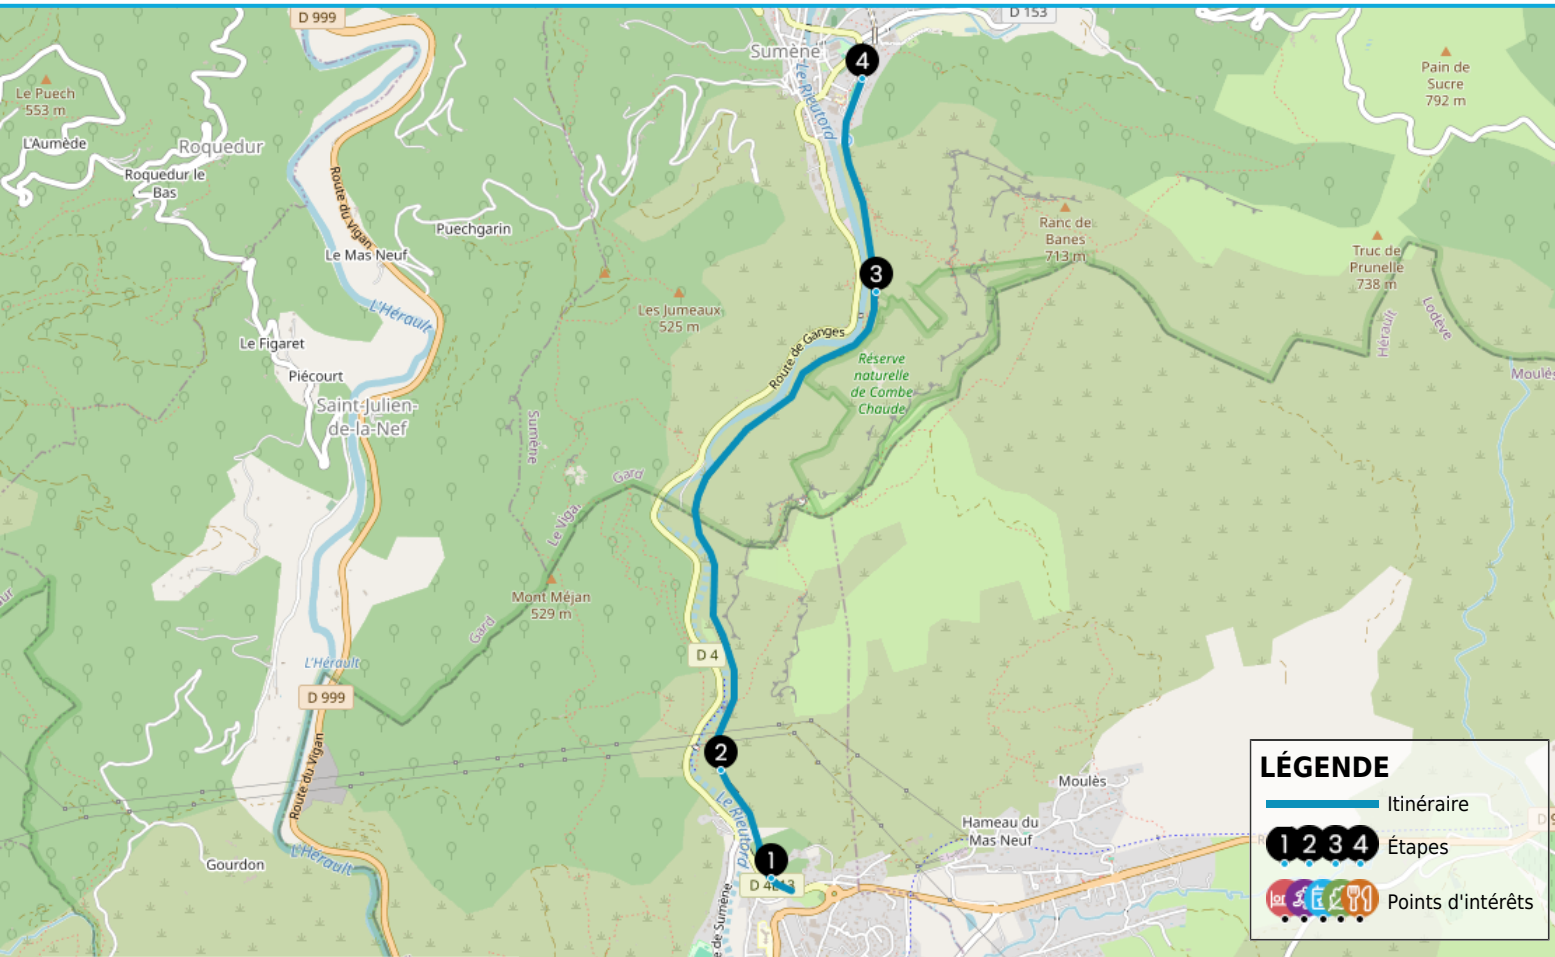 D 999
D 153
Sumène
4
Le Rieutord
Le Puech
553 m
Pain de
Sucre
792 m
L'Aumède
Roquedur
Roquedur le
Bas
Route du Vigan
Puechgarin
Le Mas Neuf
Ranc de
Banes
713 m
Truc de
Prunelle
738 m
3
L'Hérault
Les Jumeaux
525 m
Hérault
Lodève
Le Figaret
Route de Ganges
Réserve
naturelle
de Combe
Chaude
Piécourt
Moulès
Saint-Julien-
de-la-Nef
Sumène
Gard
Le Vigan
Mont Méjan
529 m
Gard
L'Hérault
D 4
D 999
Route du Vigan
2
Le Rieutord
Moulès
Hameau du
Mas Neuf
L'Hérault
Gourdon
1
D 4E13
de Sumène
LÉGENDE
Itinéraire
1 2 3 4
Étapes
Points d'intérêts